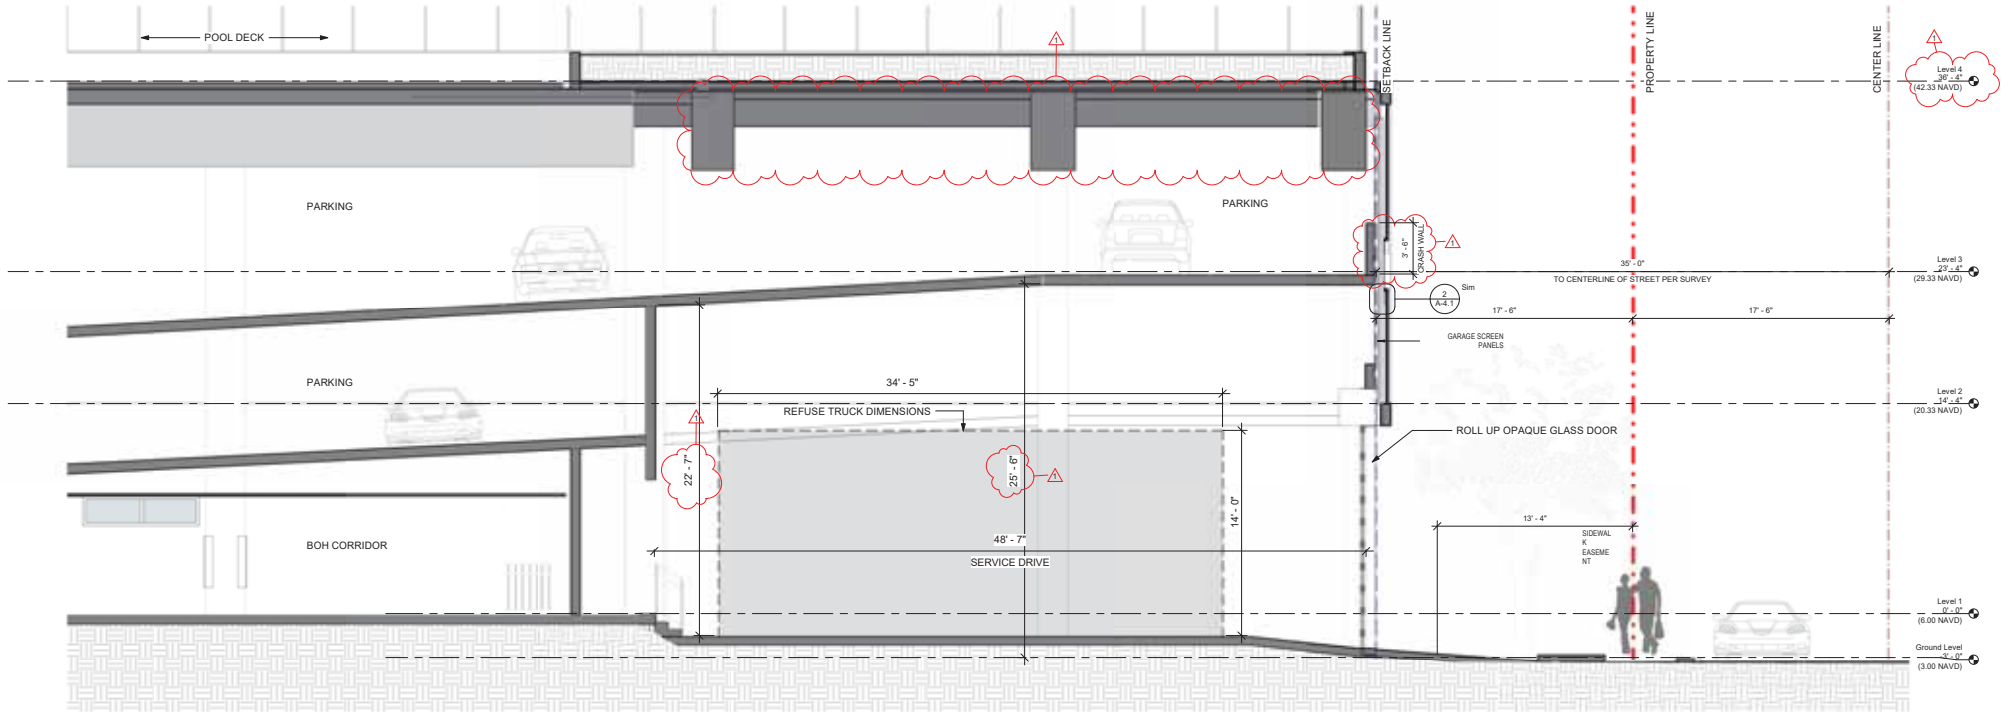 POOL DECK
1
SETBACK LINE
PROPERTY LINE
CENTER LINE
1
Level 4
36' - 4"
(42.33 NAVD)
PARKING
PARKING
3' - 6"
CRASH WALL
1
Level 3
23' - 4"
(29.33 NAVD)
35' - 0"
TO CENTERLINE OF STREET PER SURVEY
2
A-4.1
Sim
17' - 6"
17' - 6"
GARAGE SCREEN
PANELS
PARKING
34' - 5"
REFUSE TRUCK DIMENSIONS
Level 2
14' - 4"
(20.33 NAVD)
1
22' - 7"
25' - 6"
1
ROLL UP OPAQUE GLASS DOOR
14' - 0"
13' - 4"
SIDEWAL
K
EASEME
NT
BOH CORRIDOR
48' - 7"
SERVICE DRIVE
Level 1
0' - 0"
(6.00 NAVD)
Ground Level
-3' - 0"
(3.00 NAVD)